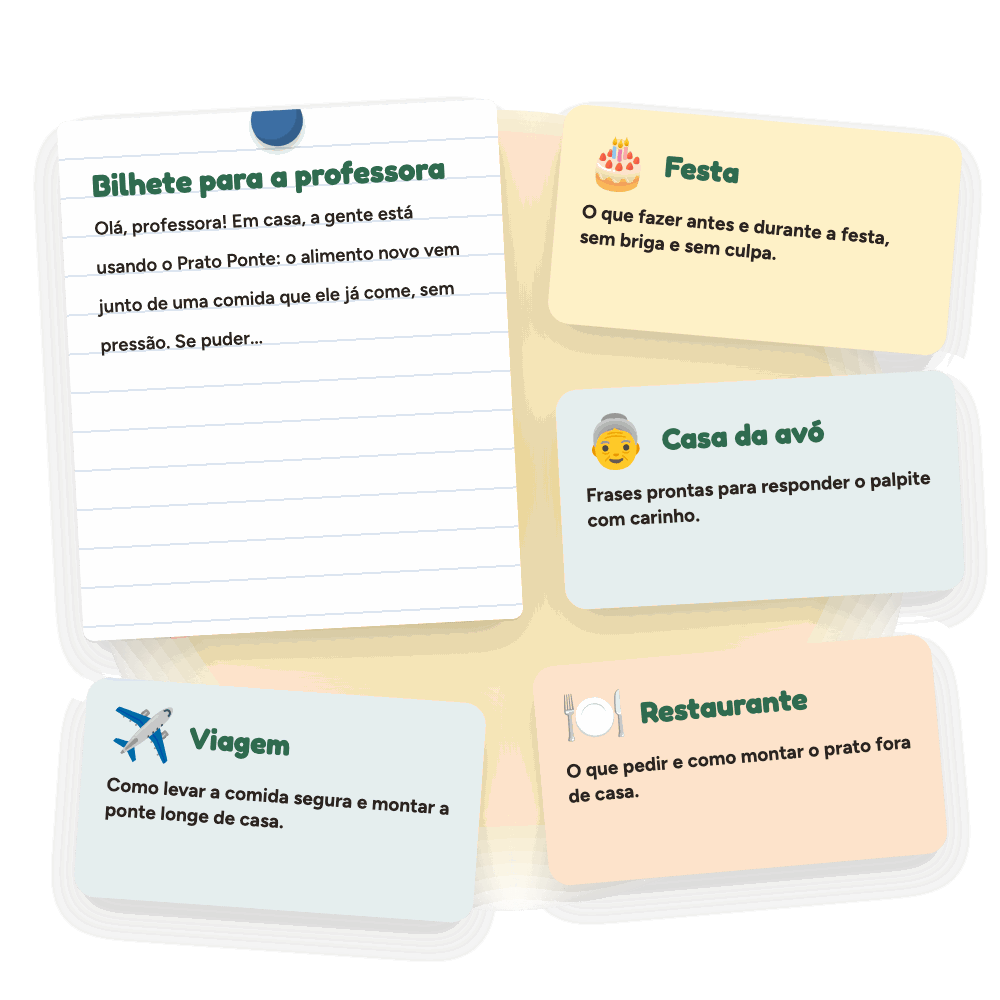 Bilhete para a professora
Olá, professora! Em casa, a gente está
usando o Prato Ponte: o alimento novo vem
junto de uma comida que ele já come, sem
pressão. Se puder...
Festa
O que fazer antes e durante a festa,
sem briga e sem culpa.
Casa da avó
Frases prontas para responder o palpite
com carinho.
Viagem
Como levar a comida segura e montar a
ponte longe de casa.
Restaurante
O que pedir e como montar o prato fora
de casa.